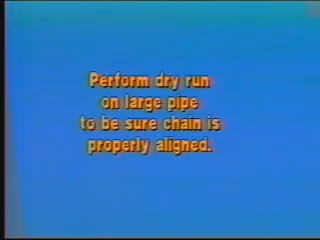 Perform dry run
on large pipe
to be sure chain is
properly aligned.